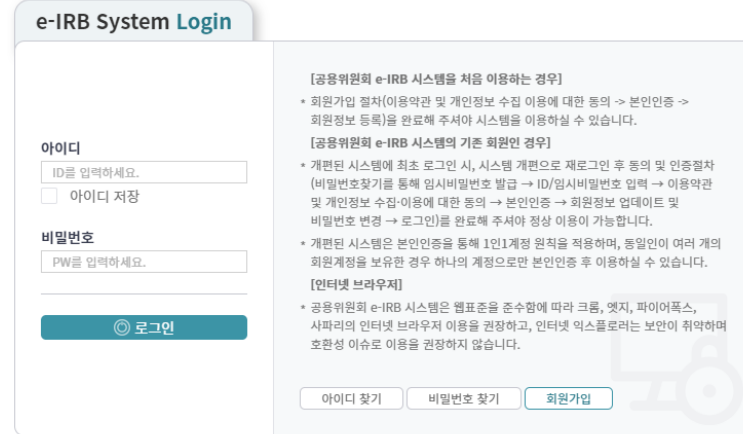 e-IRB System Login
아이디
ID를 입력하세요.
아이디 저장
비밀번호
PW를 입력하세요.
◎ 로그인
[공용위원회 e-IRB 시스템을 처음 이용하는 경우]
* 회원가입 절차(이용약관 및 개인정보 수집 이용에 대한 동의 -> 본인인증 ->
회원정보 등록)을 완료해 주셔야 시스템을 이용하실 수 있습니다.
[공용위원회 e-IRB 시스템의 기존 회원인 경우]
* 개편된 시스템에 최초 로그인 시, 시스템 개편으로 재로그인 후 동의 및 인증절차
(비밀번호찾기를 통해 임시비밀번호 발급 → ID/임시비밀번호 입력 → 이용약관
및 개인정보 수집·이용에 대한 동의 → 본인인증 → 회원정보 업데이트 및
비밀번호 변경 → 로그인)를 완료해 주셔야 정상 이용이 가능합니다.
* 개편된 시스템은 본인인증을 통해 1인1계정 원칙을 적용하며, 동일인이 여러 개의
회원계정을 보유한 경우 하나의 계정으로만 본인인증 후 이용하실 수 있습니다.
[인터넷 브라우저]
* 공용위원회 e-IRB 시스템은 웹표준을 준수함에 따라 크롬, 엣지, 파이어폭스,
사파리의 인터넷 브라우저 이용을 권장하고, 인터넷 익스플로러는 보안이 취약하며
호환성 이슈로 이용을 권장하지 않습니다.
아이디 찾기
비밀번호 찾기
회원가입